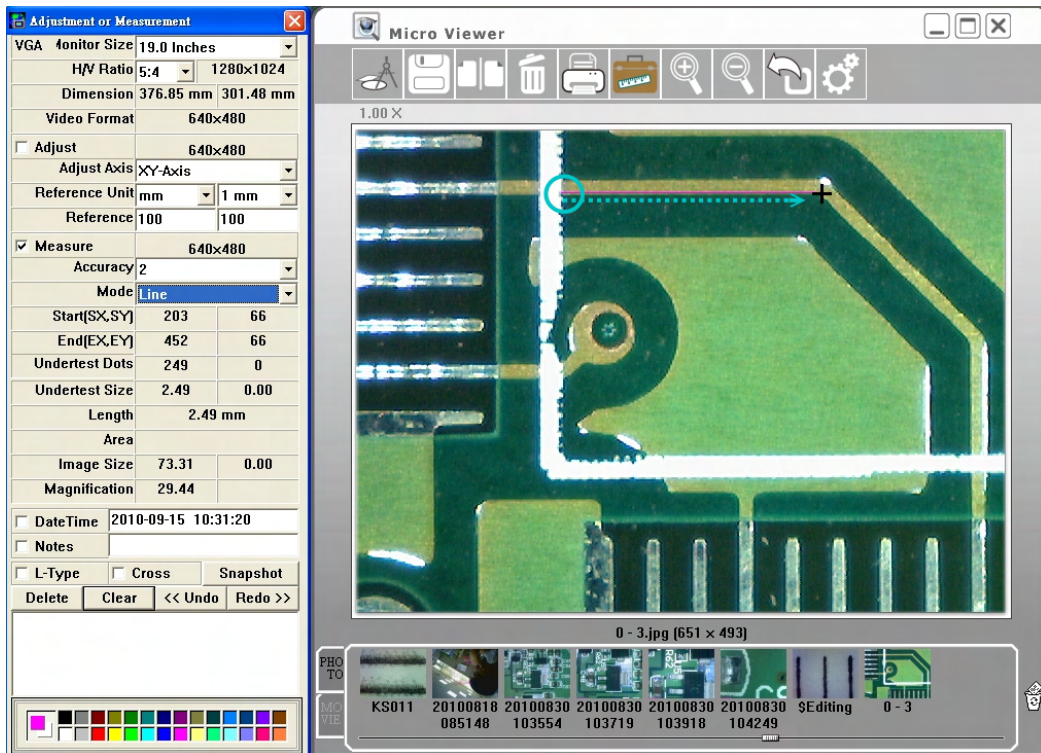 Adjustment or Measurement
VGA Monitor Size 19.0 Inches
H/V Ratio 5:4 1280×1024
Dimension 376.85 mm 301.48 mm
Video Format 640×480
Adjust 640×480
Adjust Axis XY-Axis
Reference Unit mm 1 mm
Reference 100 100
Measure 640×480
Accuracy 2
Mode Line
Start(SX,SY) 203 66
End(EX,EY) 452 66
Undertest Dots 249 0
Undertest Size 2.49 0.00
Length 2.49 mm
Area
Image Size 73.31 0.00
Magnification 29.44
DateTime 2010-09-15 10:31:20
Notes
L-Type Cross Snapshot
Delete Clear << Undo Redo >>
Micro Viewer
1.00 X
0 - 3.jpg (651 × 493)
PHO
TO
MO
VIE
KS011
20100818
085148
20100830
103554
20100830
103719
20100830
103918
20100830
104249
$Editing
0 - 3